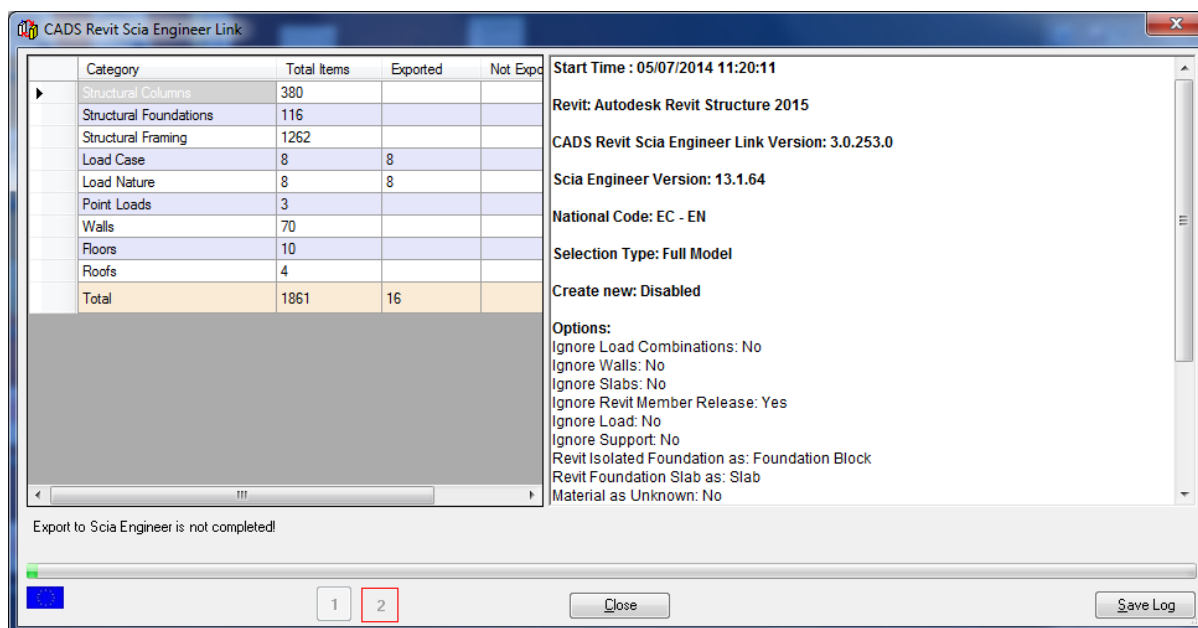 CADS Revit Scia Engineer Link
Category Total Items Exported Not Expo
Structural Columns 380
Structural Foundations 116
Structural Framing 1262
Load Case 8 8
Load Nature 8 8
Point Loads 3
Walls 70
Floors 10
Roofs 4
Total 1861 16
Start Time : 05/07/2014 11:20:11
Revit: Autodesk Revit Structure 2015
CADS Revit Scia Engineer Link Version: 3.0.253.0
Scia Engineer Version: 13.1.64
National Code: EC - EN
Selection Type: Full Model
Create new: Disabled
Options:
Ignore Load Combinations: No
Ignore Walls: No
Ignore Slabs: No
Ignore Revit Member Release: Yes
Ignore Load: No
Ignore Support: No
Revit Isolated Foundation as: Foundation Block
Revit Foundation Slab as: Slab
Material as Unknown: No
Export to Scia Engineer is not completed!
1 2 Close Save Log